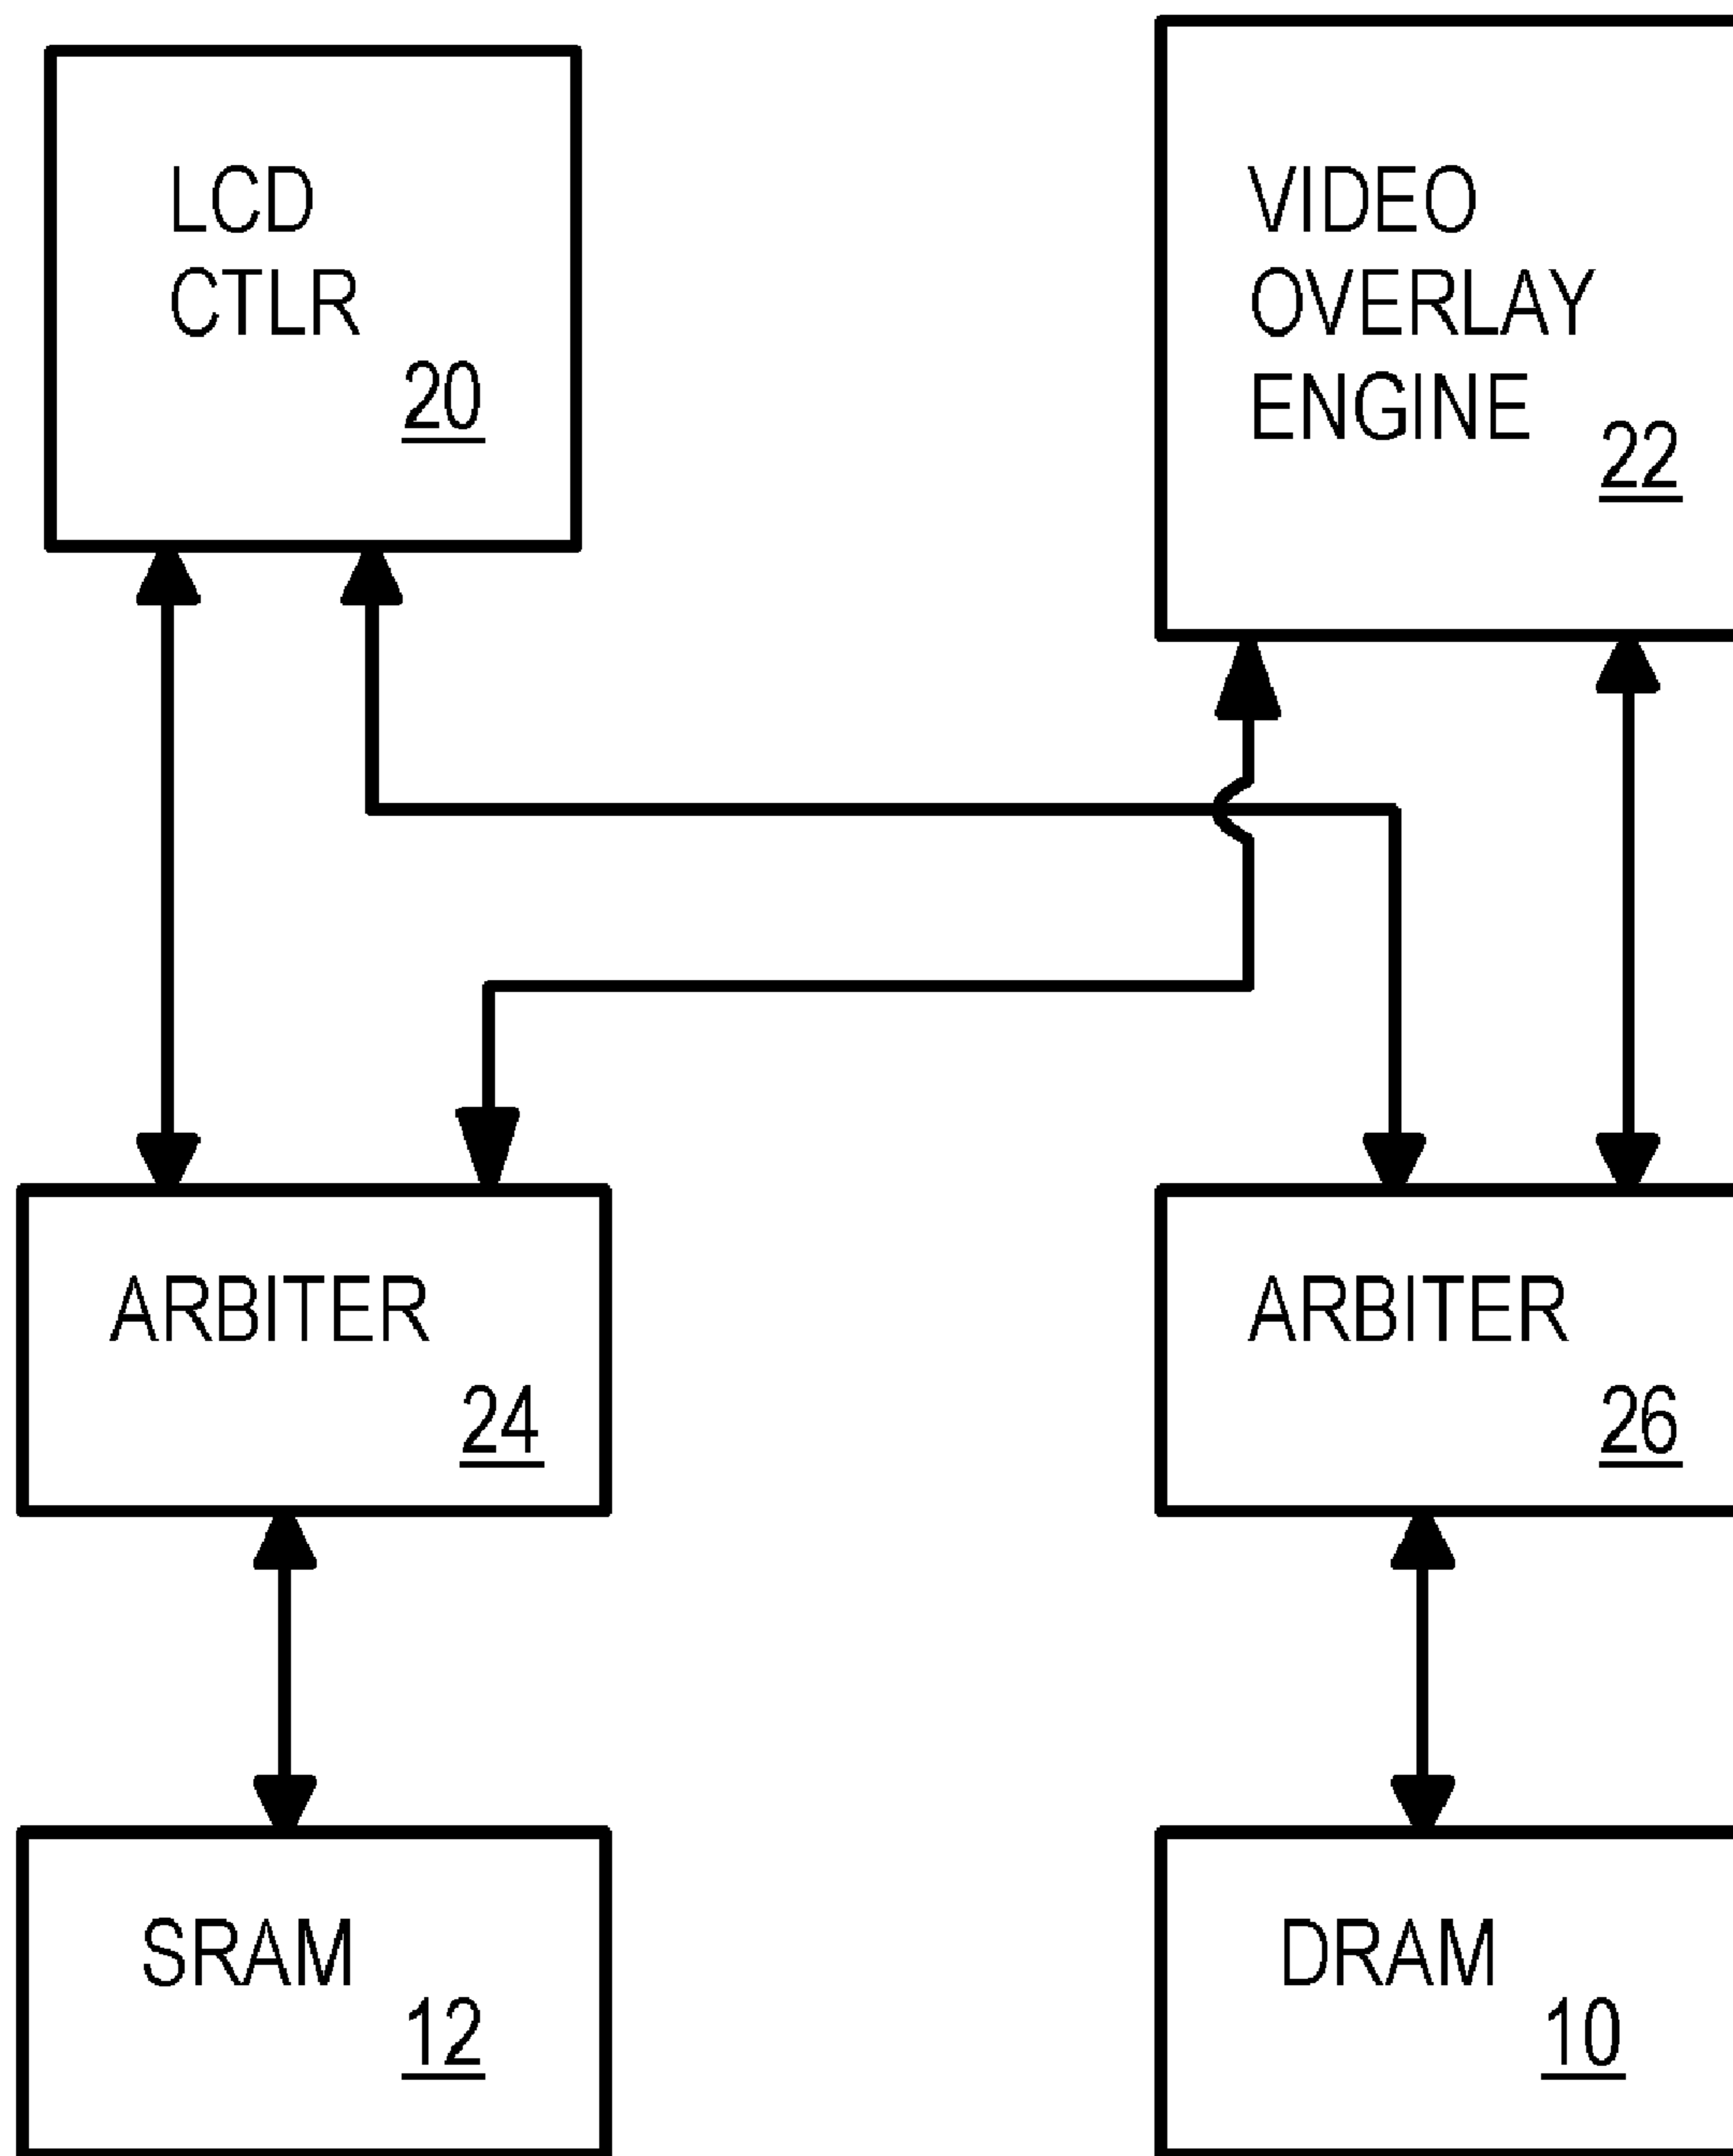 LCD
CTLR
20
VIDEO
OVERLAY
ENGINE
22
ARBITER
24
ARBITER
26
SRAM
12
DRAM
10